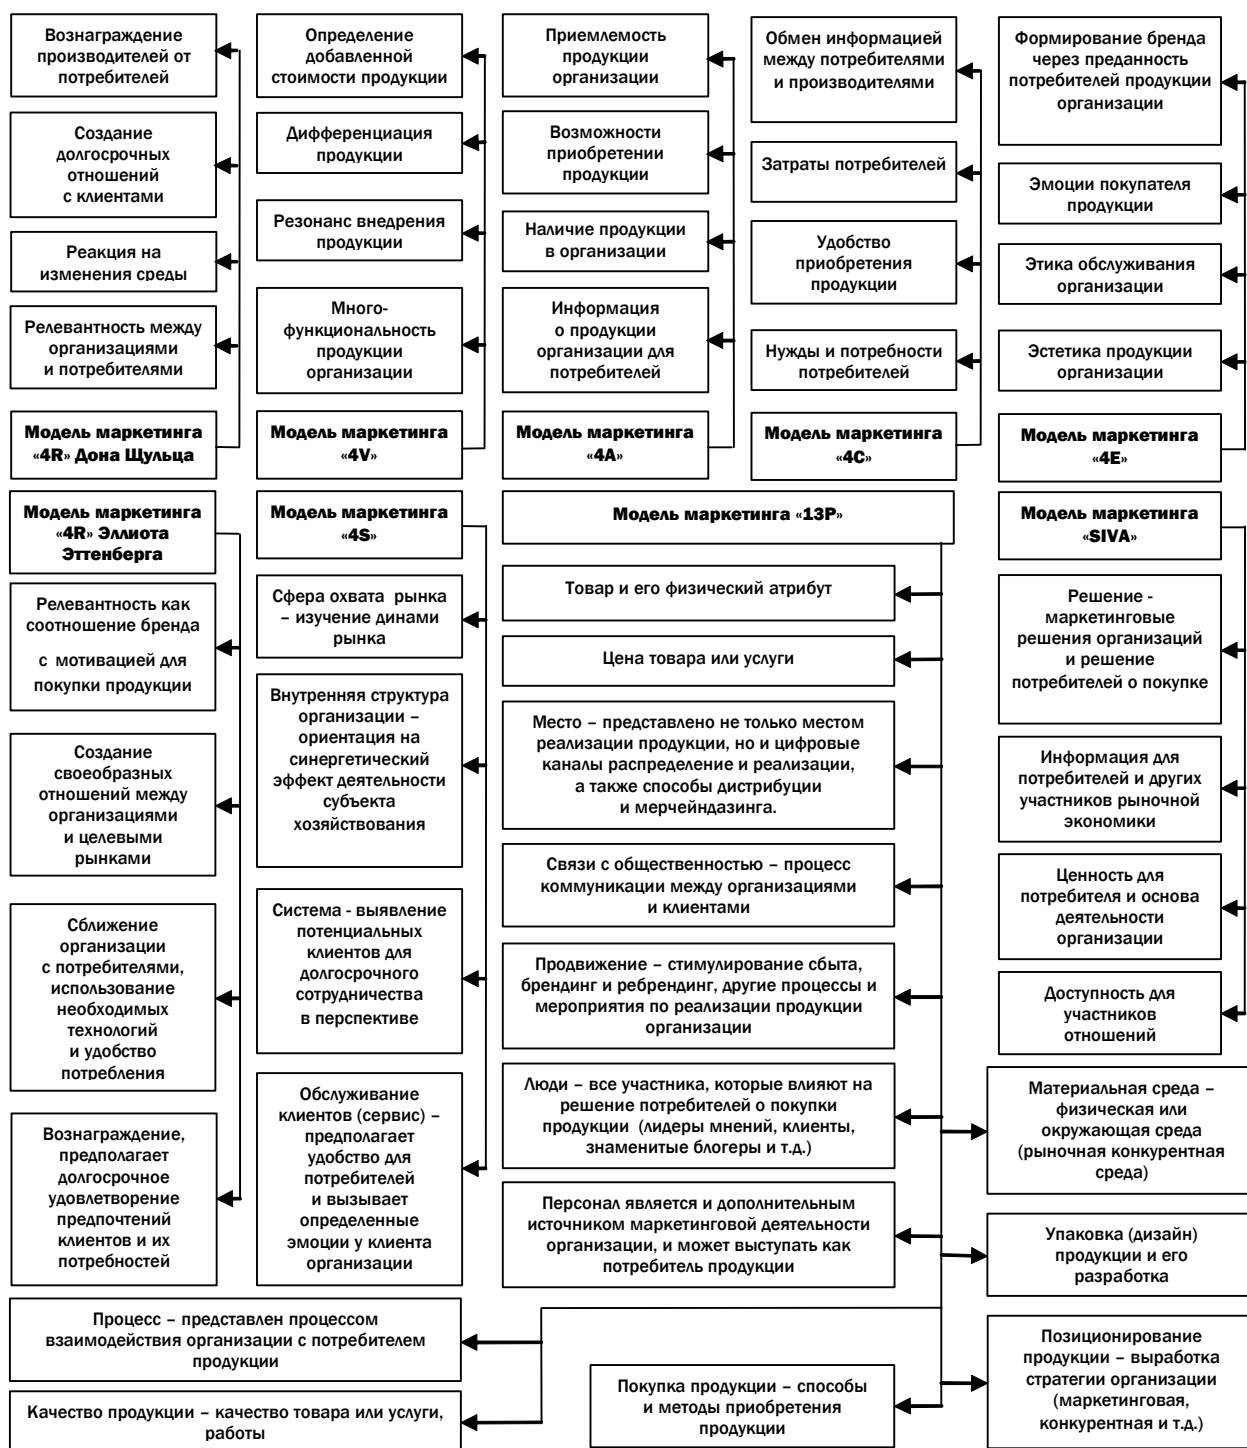 Вознаграждение
производителей от
потребителей
Создание
долгосрочных
отношений
с клиентами
Реакция на
изменения среды
Релевантность между
организациями
и потребителями
Модель маркетинга
«4R» Дона Щульца
Определение
добавленной
стоимости продукции
Дифференциация
продукции
Резонанс внедрения
продукции
Много-
функциональность
продукции
организации
Модель маркетинга
«4V»
Приемлемость
продукции
организации
Возможности
приобретении
продукции
Наличие продукции
в организации
Информация
о продукции
организации для
потребителей
Модель маркетинга
«4A»
Обмен информацией
между потребителями
и производителями
Затраты потребителей
Удобство
приобретения
продукции
Нужды и потребности
потребителей
Модель маркетинга
«4C»
Формирование бренда
через преданность
потребителей продукции
организации
Эмоции покупателя
продукции
Этика обслуживания
организации
Эстетика продукции
организации
Модель маркетинга
«4E»
Модель маркетинга
«4R» Эллиота
Эттенберга
Релевантность как
соотношение бренда
с мотивацией для
покупки продукции
Создание
своеобразных
отношений между
организациями
и целевыми
рынками
Сближение
организации
с потребителями,
использование
необходимых
технологий
и удобство
потребления
Вознаграждение,
предполагает
долгосрочное
удовлетворение
предпочтений
клиентов и их
потребностей
Модель маркетинга
«4S»
Сфера охвата рынка
– изучение динами
рынка
Внутренняя структура
организации –
ориентация на
синергетический
эффект деятельности
субъекта
хозяйствования
Система - выявление
потенциальных
клиентов для
долгосрочного
сотрудничества
в перспективе
Обслуживание
клиентов (сервис) –
предполагает
удобство для
потребителей
и вызывает
определенные
эмоции у клиента
организации
Модель маркетинга «13P»
Товар и его физический атрибут
Цена товара или услуги
Место – представлено не только местом
реализации продукции, но и цифровые
каналы распределение и реализации,
а также способы дистрибуции
и мерчейндазинга.
Связи с общественностью – процесс
коммуникации между организациями
и клиентами
Продвижение – стимулирование сбыта,
брендинг и ребрендинг, другие процессы и
мероприятия по реализации продукции
организации
Люди – все участника, которые влияют на
решение потребителей о покупки
продукции (лидеры мнений, клиенты,
знаменитые блогеры и т.д.)
Персонал является и дополнительным
источником маркетинговой деятельности
организации, и может выступать как
потребитель продукции
Модель маркетинга
«SIVA»
Решение -
маркетинговые
решения организаций
и решение
потребителей о покупке
Информация для
потребителей и других
участников рыночной
экономики
Ценность для
потребителя и основа
деятельности
организации
Доступность для
участников
отношений
Материальная среда –
физическая или
окружающая среда
(рыночная конкурентная
среда)
Упаковка (дизайн)
продукции и его
разработка
Процесс – представлен процессом
взаимодействия организации с потребителем
продукции
Качество продукции – качество товара или услуги,
работы
Покупка продукции – способы
и методы приобретения
продукции
Позиционирование
продукции – выработка
стратегии организации
(маркетинговая,
конкурентная и т.д.)